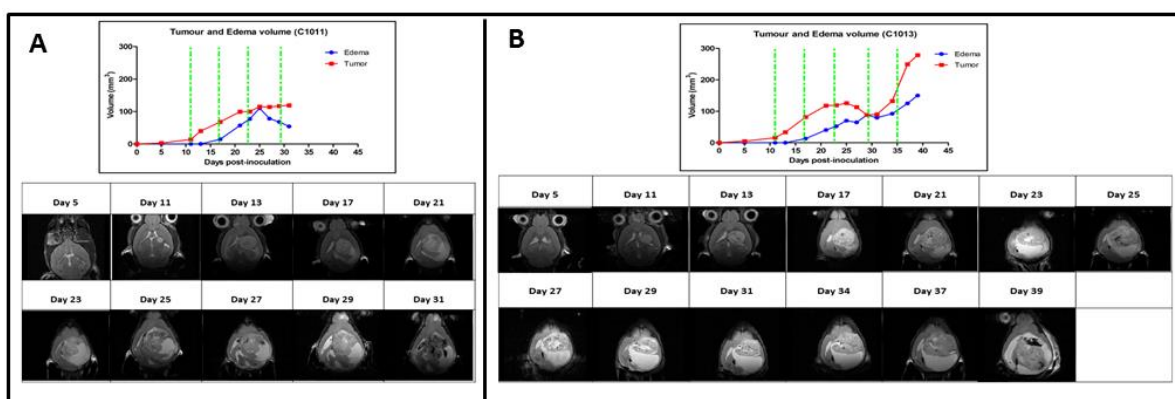 A
Tumour and Edema volume (C1011)
Edema
Tumor
Volume (mm³)
300
200
100
0
0 5 10 15 20 25 30 35 40 45
Days post-inoculation
Day 5 Day 11 Day 13 Day 17 Day 21
Day 23 Day 25 Day 27 Day 29 Day 31
B
Tumour and Edema volume (C1013)
Edema
Tumor
Volume (mm³)
300
200
100
0
0 5 10 15 20 25 30 35 40 45
Days post-inoculation
Day 5 Day 11 Day 13 Day 17 Day 21 Day 23 Day 25
Day 27 Day 29 Day 31 Day 34 Day 37 Day 39